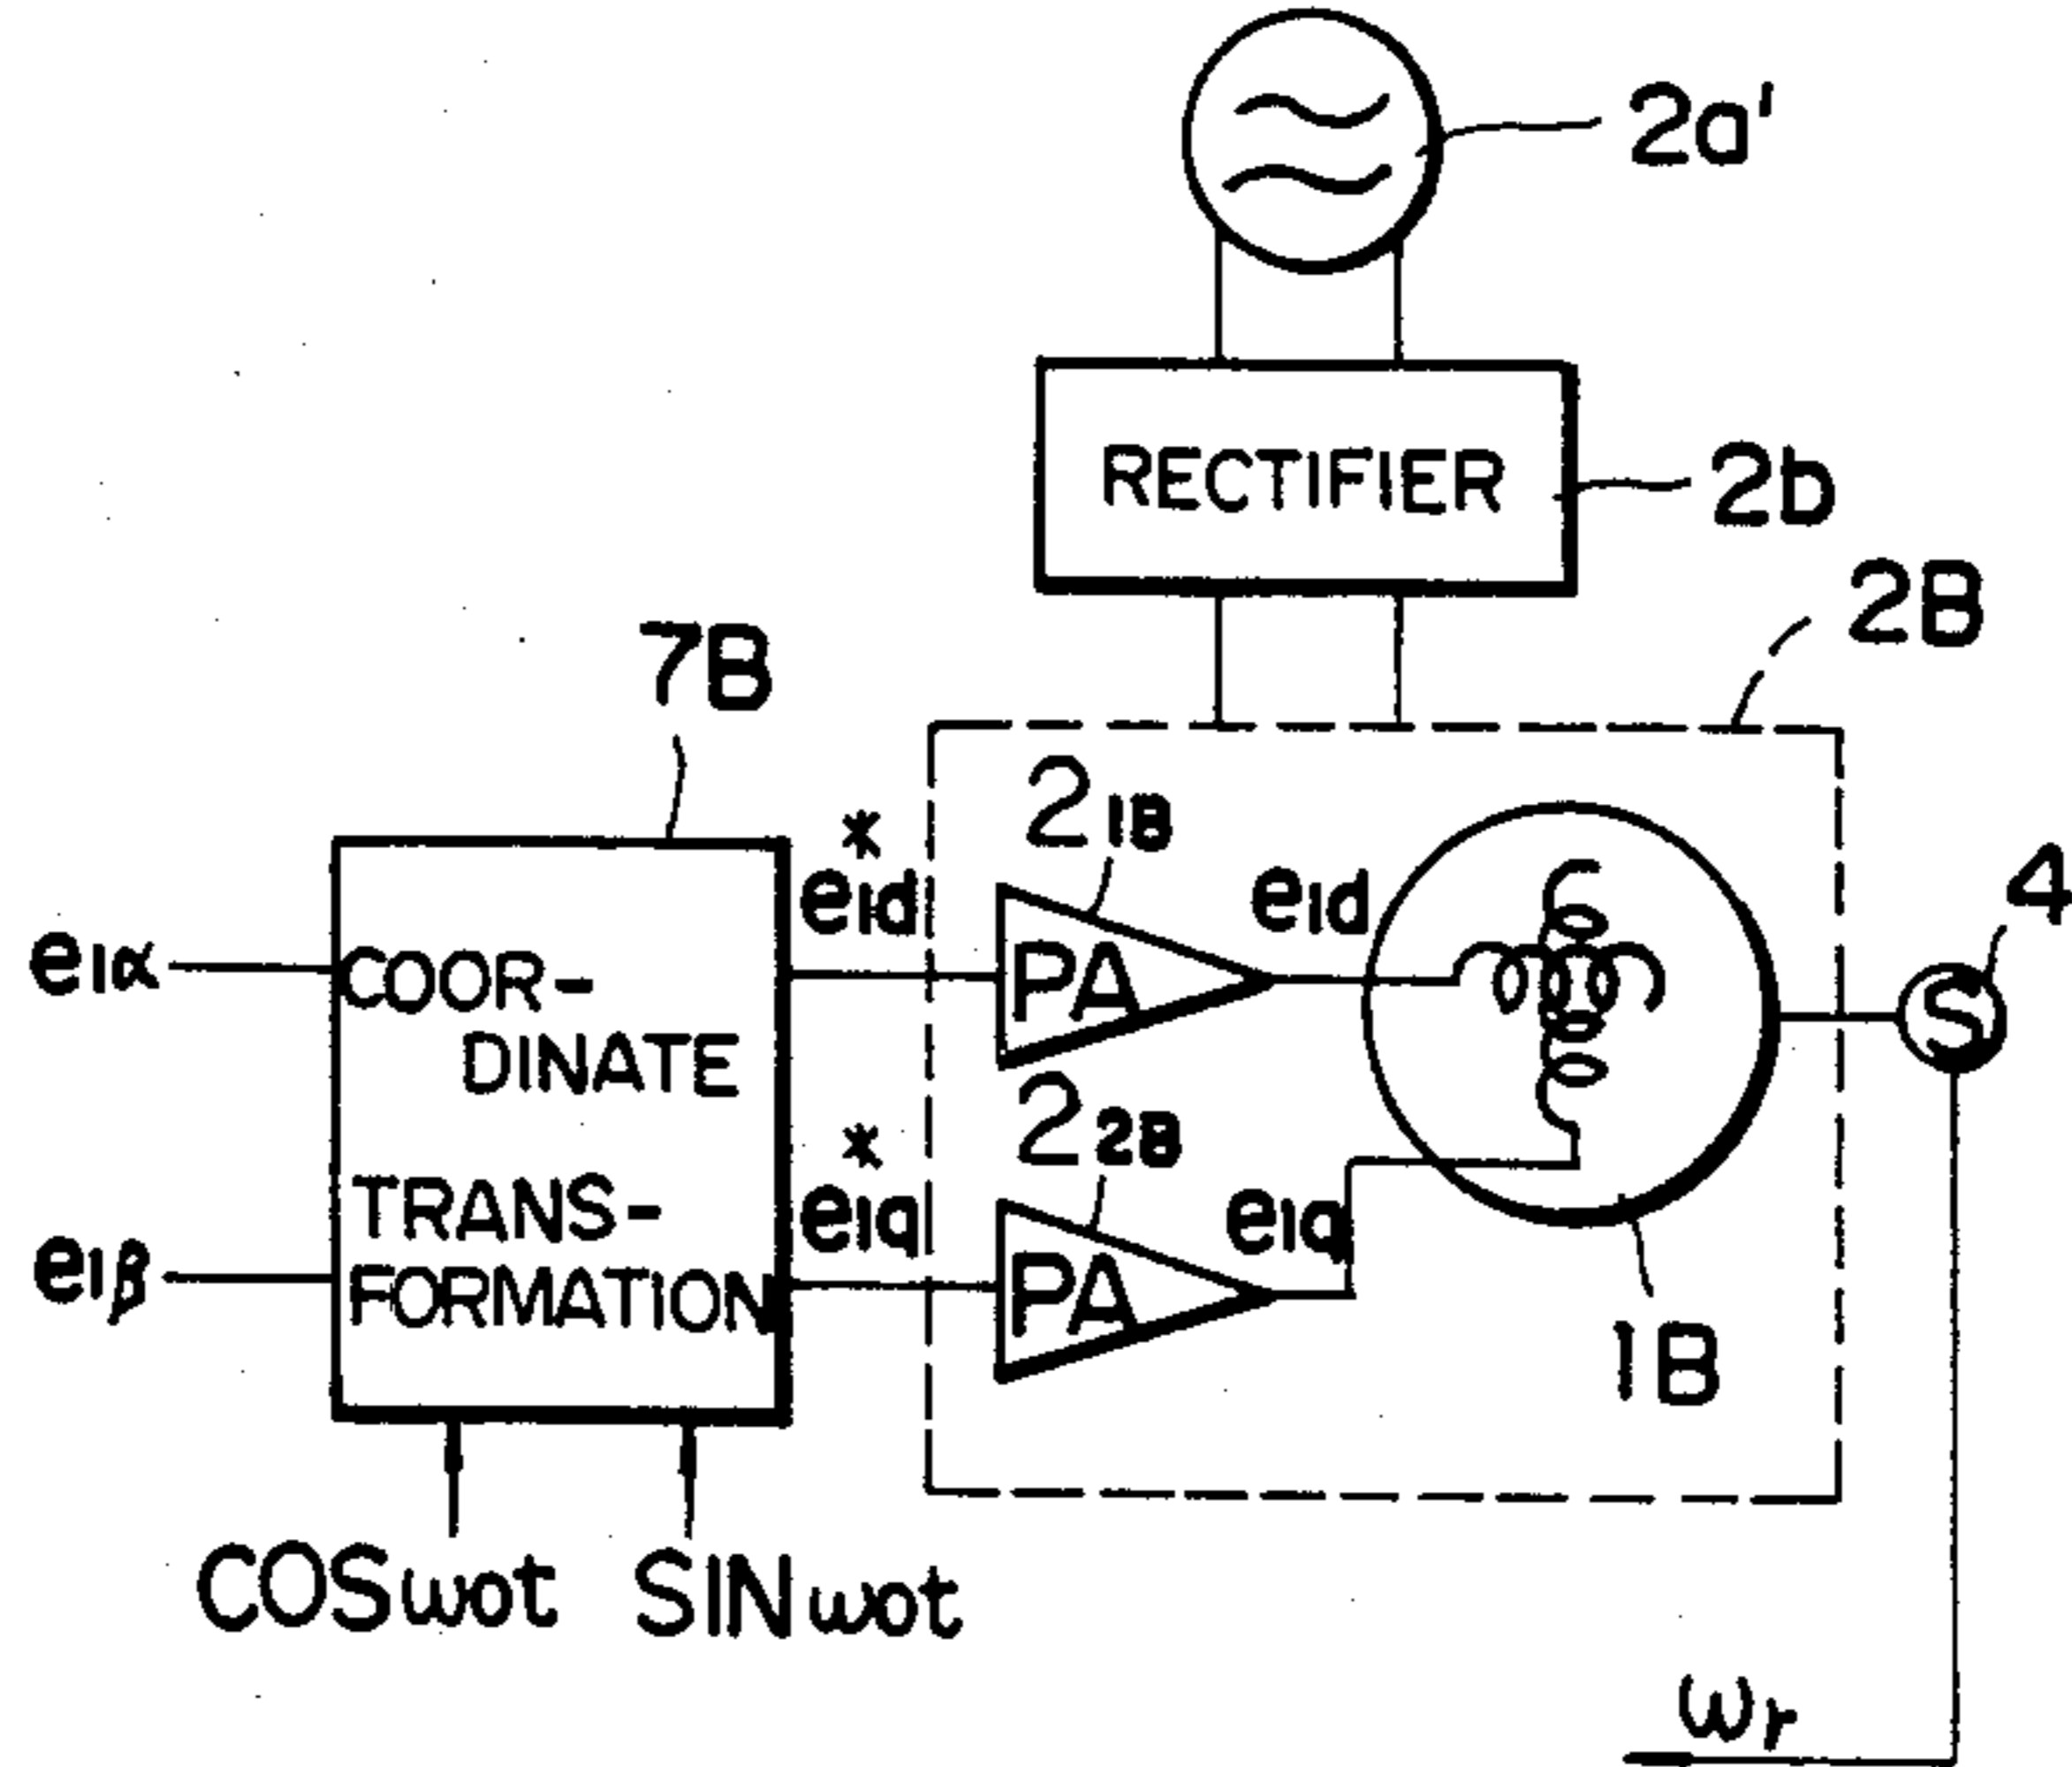 2a'
RECTIFIER
2b
2B
7B
2 1B
e1d*
e1d
4
e1α
COOR-
DINATE
PA
S
2 2B
e1q*
e1q
TRANS-
FORMATION
e1β
PA
1B
COSωot
SINωot
ωr